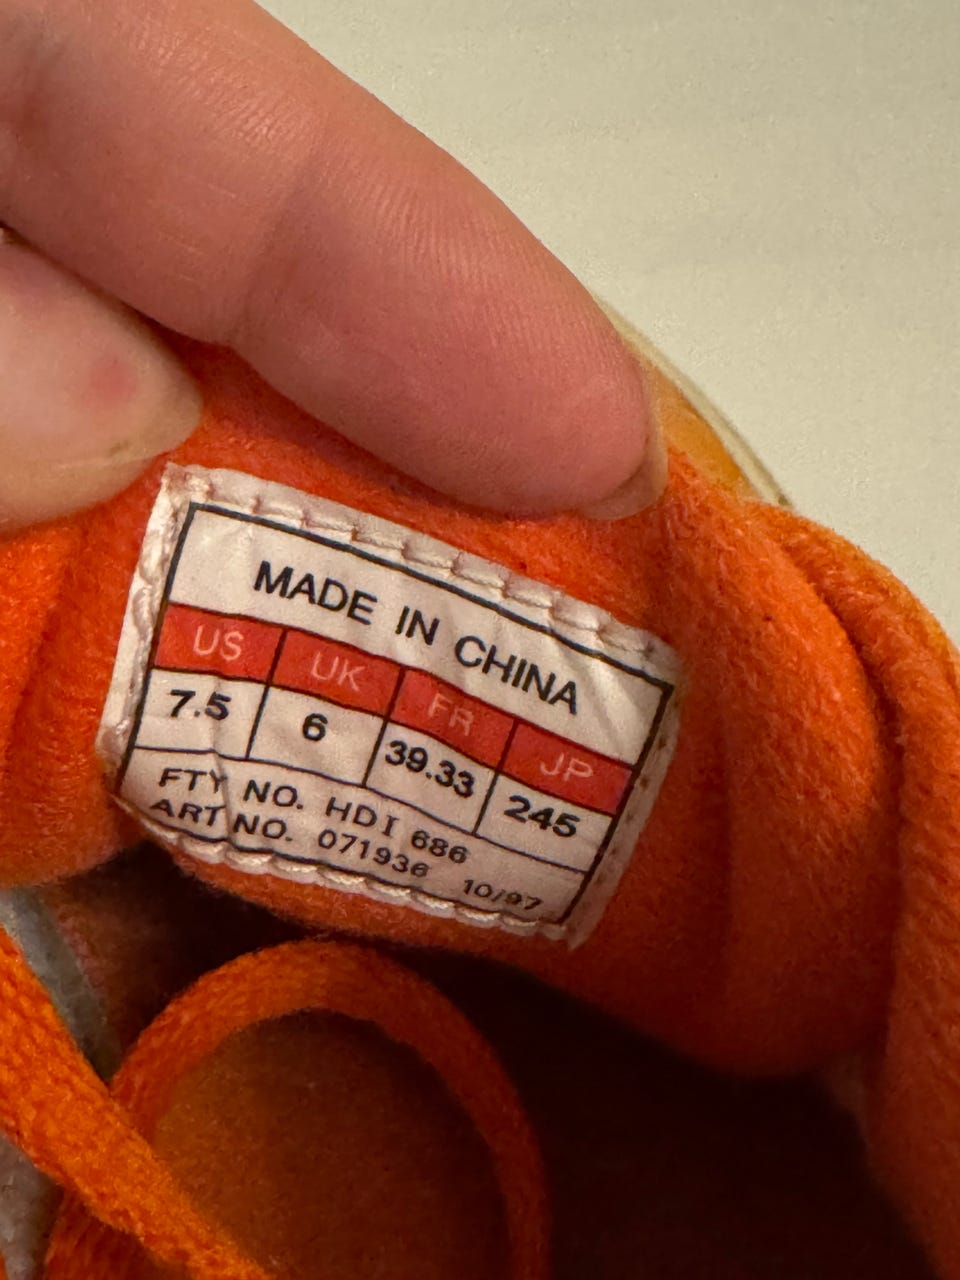 MADE IN CHINA
US UK FR JP
7.5 6 39.33 245
FTY NO. HDI 686
ART NO. 071936 10/97